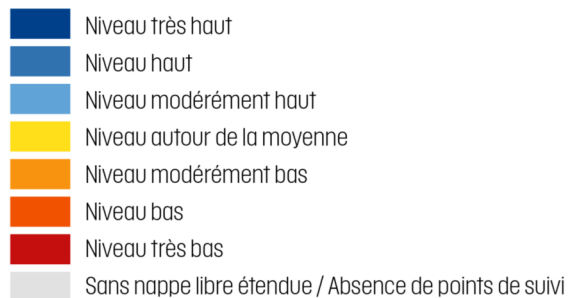 Niveau très haut
Niveau haut
Niveau modérément haut
Niveau autour de la moyenne
Niveau modérément bas
Niveau bas
Niveau très bas
Sans nappe libre étendue / Absence de points de suivi